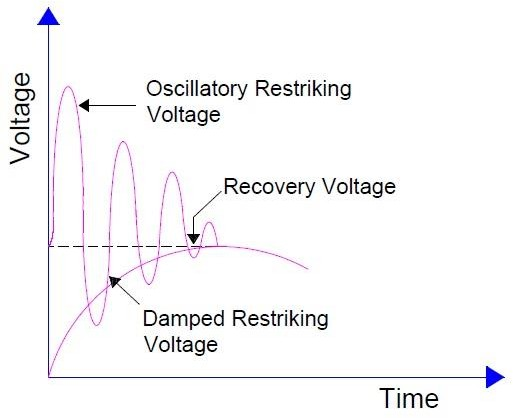 Voltage
Oscillatory Restriking
Voltage
Recovery Voltage
Damped Restriking
Voltage
Time